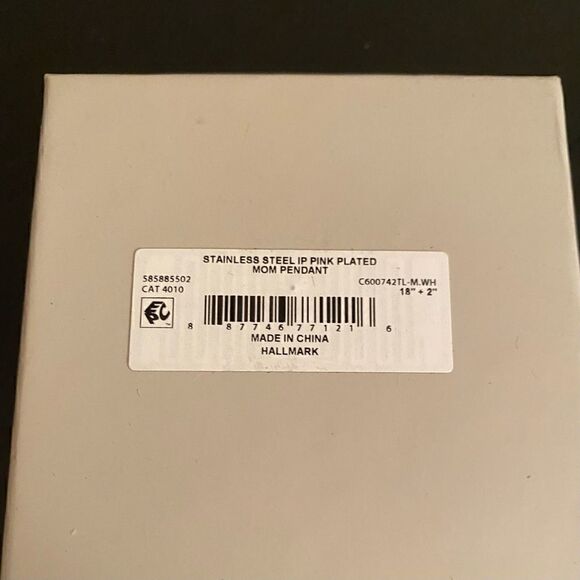 STAINLESS STEEL IP PINK PLATED
MOM PENDANT
585885502
CAT 4010
C600742TL-M.WH
18" + 2"
8 87746 77121 6
MADE IN CHINA
HALLMARK